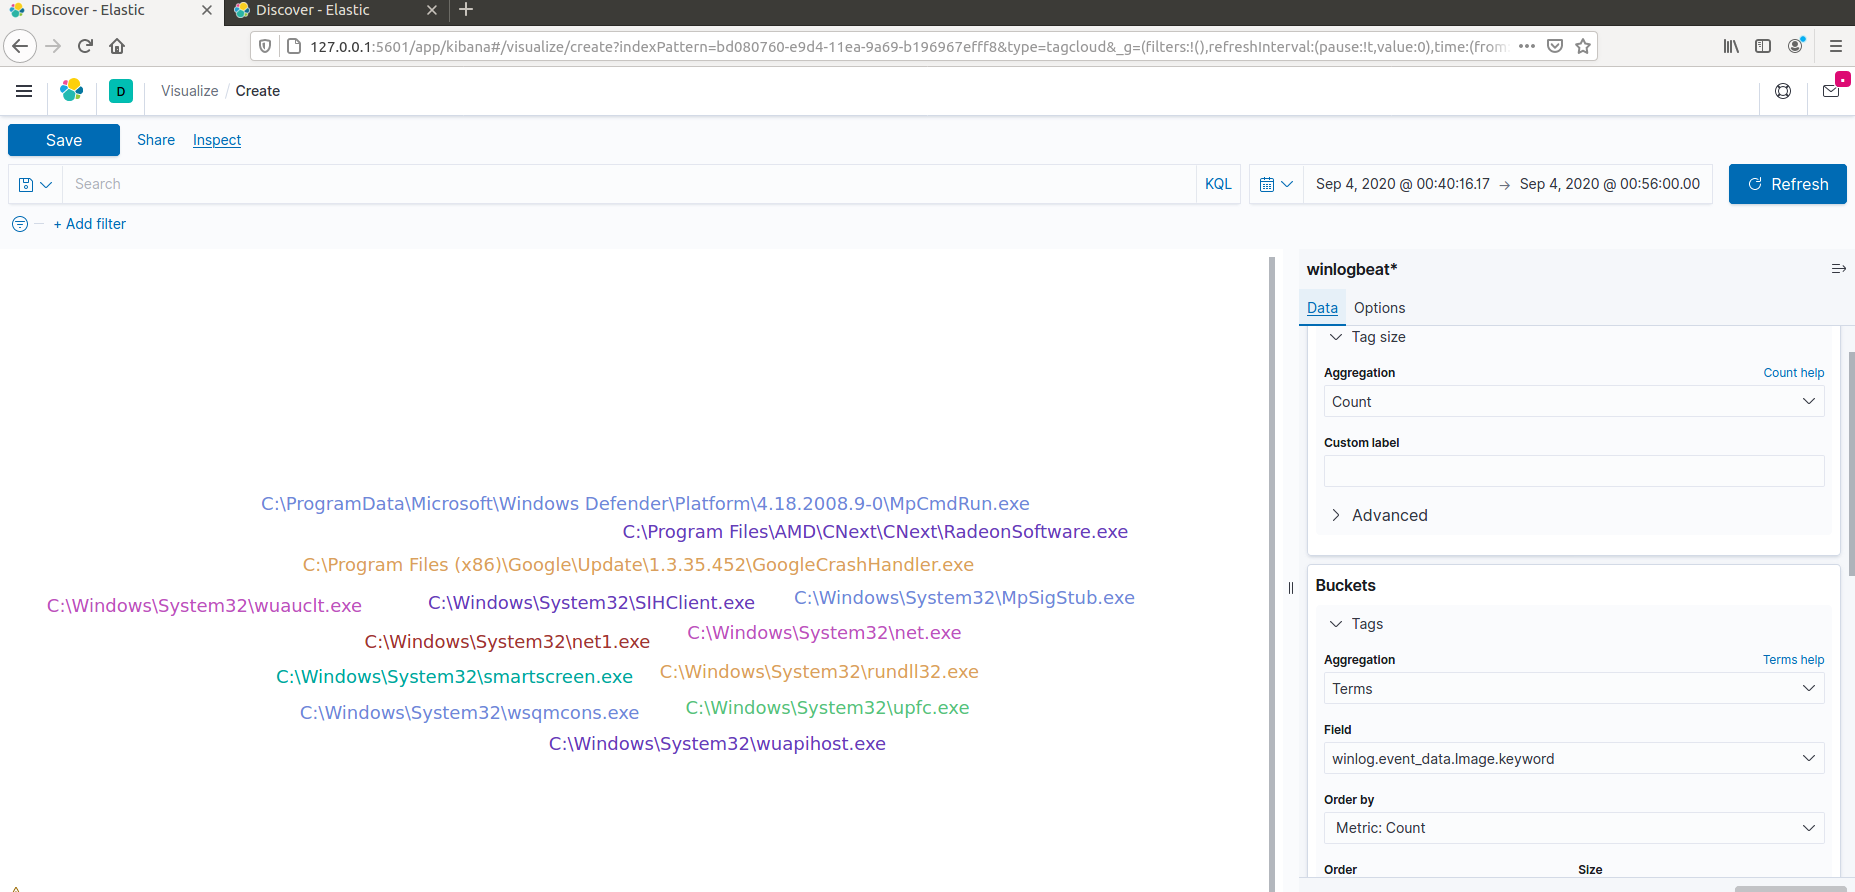 Discover - Elastic
Discover - Elastic
127.0.0.1:5601/app/kibana#/visualize/create?indexPattern=bd080760-e9d4-11ea-9a69-b196967efff8&type=tagcloud&_g=(filters:!(),refreshInterval:(pause:!t,value:0),time:(from:
D
Visualize / Create
Save
Share
Inspect
Search
KQL
Sep 4, 2020 @ 00:40:16.17 → Sep 4, 2020 @ 00:56:00.00
Refresh
+ Add filter
C:\ProgramData\Microsoft\Windows Defender\Platform\4.18.2008.9-0\MpCmdRun.exe
C:\Program Files\AMD\CNext\CNext\RadeonSoftware.exe
C:\Program Files (x86)\Google\Update\1.3.35.452\GoogleCrashHandler.exe
C:\Windows\System32\wuauclt.exe
C:\Windows\System32\SIHClient.exe
C:\Windows\System32\MpSigStub.exe
C:\Windows\System32\net1.exe
C:\Windows\System32\net.exe
C:\Windows\System32\smartscreen.exe
C:\Windows\System32\rundll32.exe
C:\Windows\System32\wsqmcons.exe
C:\Windows\System32\upfc.exe
C:\Windows\System32\wuapihost.exe
winlogbeat*
Data
Options
Tag size
Aggregation
Count help
Count
Custom label
Advanced
Buckets
Tags
Aggregation
Terms help
Terms
Field
winlog.event_data.Image.keyword
Order by
Metric: Count
Order
Size